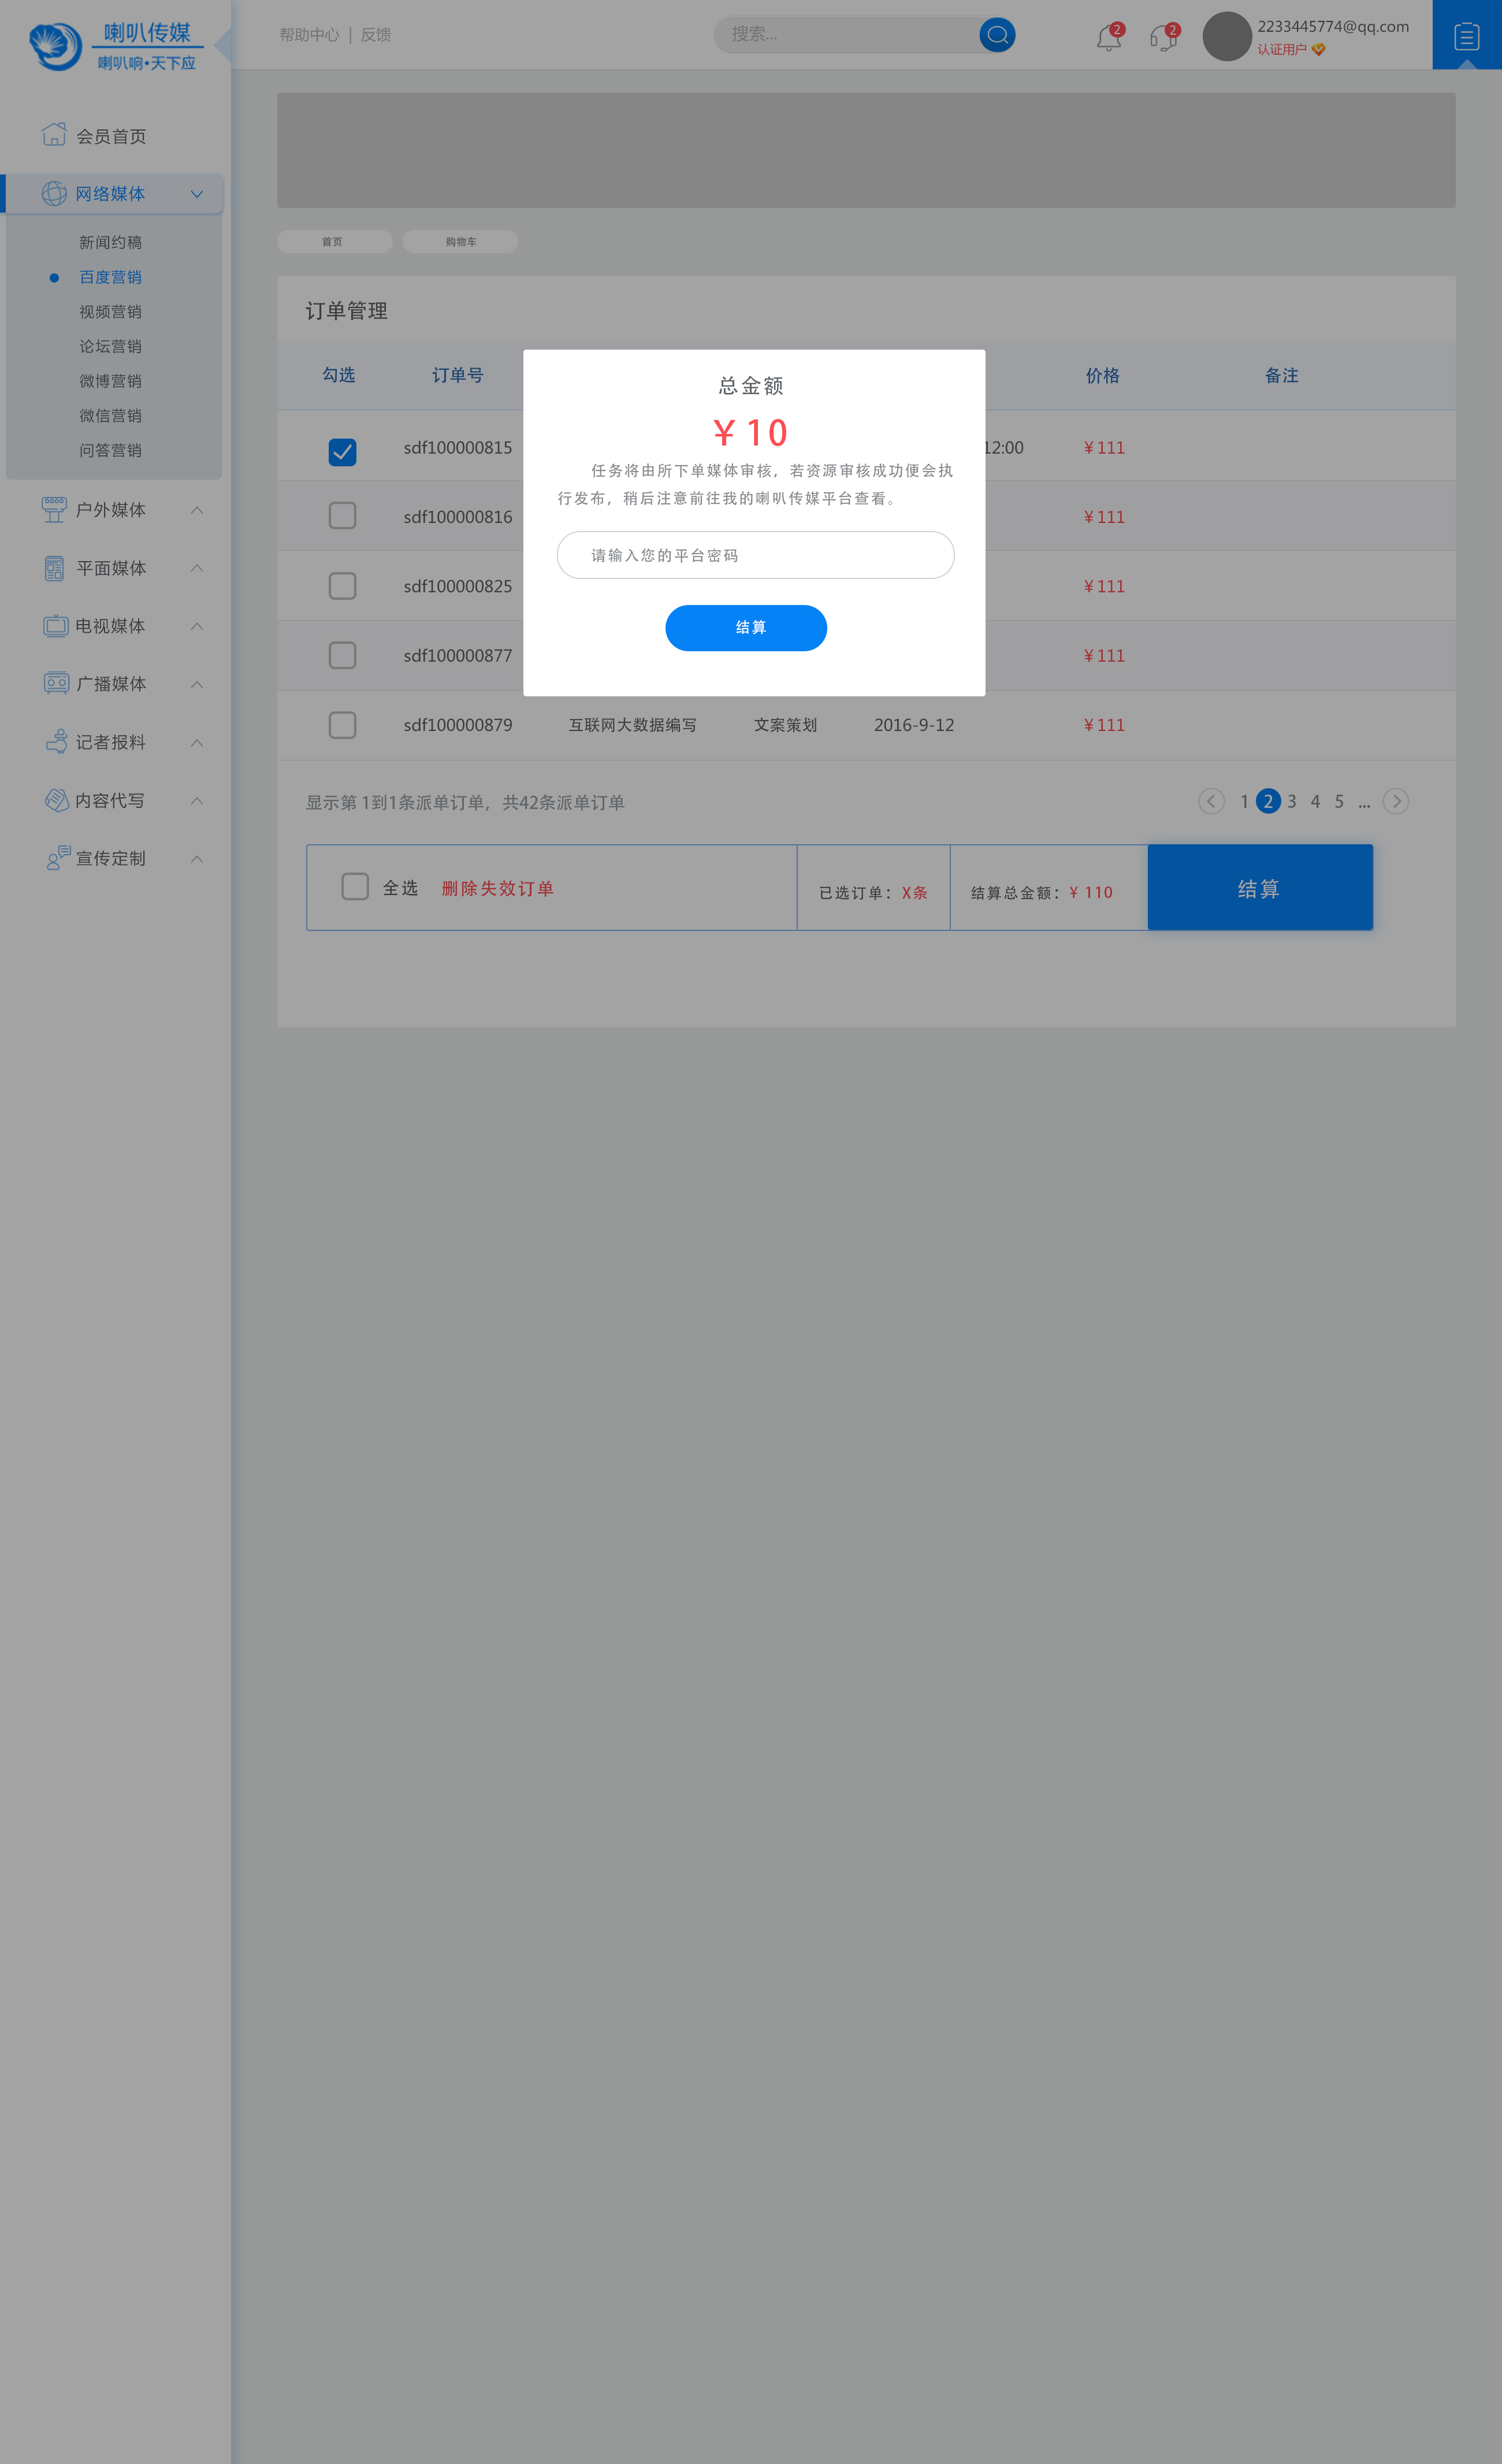 喇叭传媒
喇叭响•天下应
帮助中心 | 反馈
搜索...
2
2
2233445774@qq.com
认证用户
会员首页
网络媒体
新闻约稿
百度营销
视频营销
论坛营销
微博营销
微信营销
问答营销
户外媒体
平面媒体
电视媒体
广播媒体
记者报料
内容代写
宣传定制
首页
购物车
订单管理
勾选 订单号 价格 备注
sdf100000815 12:00 ￥111
sdf100000816 ￥111
sdf100000825 ￥111
sdf100000877 ￥111
sdf100000879 互联网大数据编写 文案策划 2016-9-12 ￥111
总金额
￥10
任务将由所下单媒体审核，若资源审核成功便会执
行发布，稍后注意前往我的喇叭传媒平台查看。
请输入您的平台密码
结算
显示第 1到1条派单订单，共42条派单订单
1 2 3 4 5 ...
全选 删除失效订单 已选订单：X条 结算总金额：￥ 110 结算